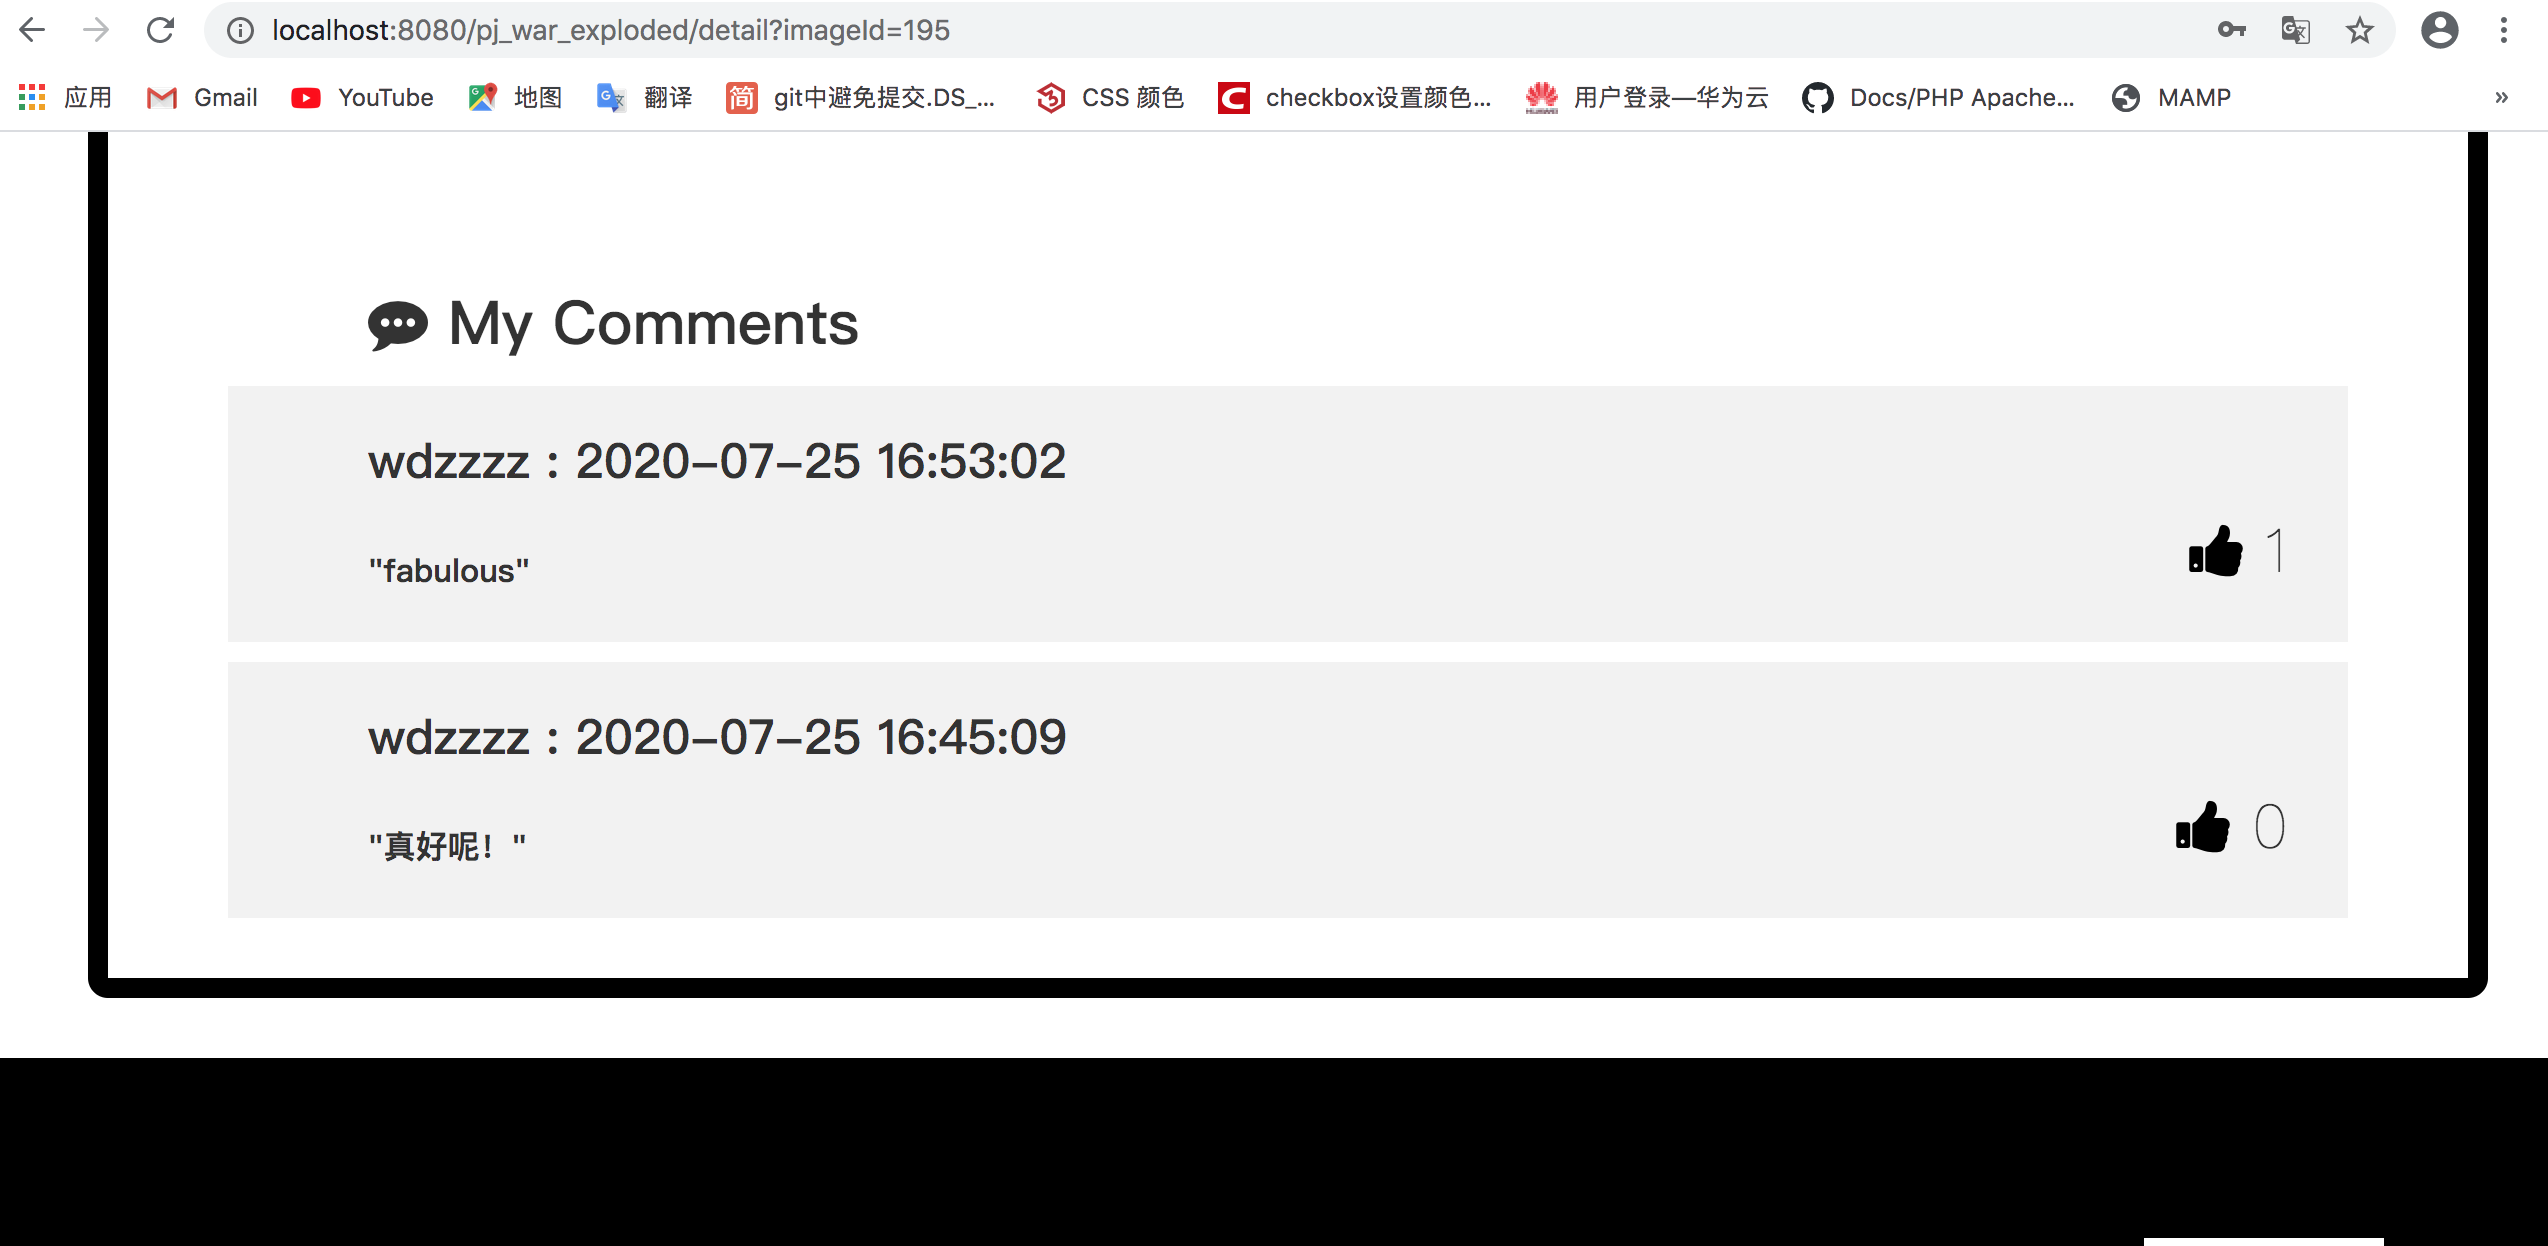 localhost:8080/pj_war_exploded/detail?imageId=195
应用 Gmail YouTube 地图 翻译 简 git中避免提交.DS_... CSS 颜色 checkbox设置颜色... 用户登录—华为云 Docs/PHP Apache... MAMP »
My Comments
wdzzzz : 2020-07-25 16:53:02
"fabulous"
1
wdzzzz : 2020-07-25 16:45:09
"真好呢！"
0